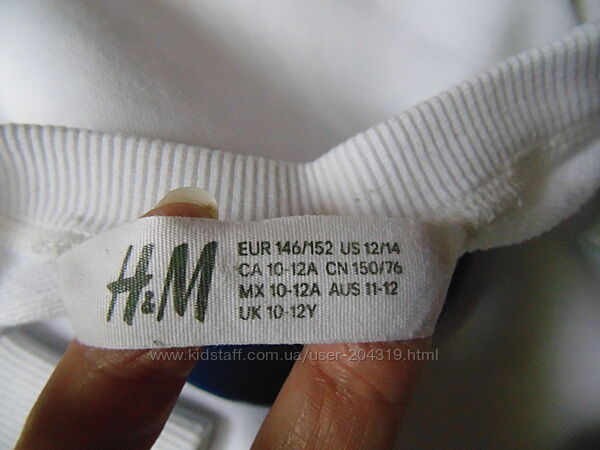 H&M
EUR 146/152 US 12/14
CA 10-12A CN 150/76
MX 10-12A AUS 11-12
UK 10-12Y
www.kidstaff.com.ua/user-204319.html